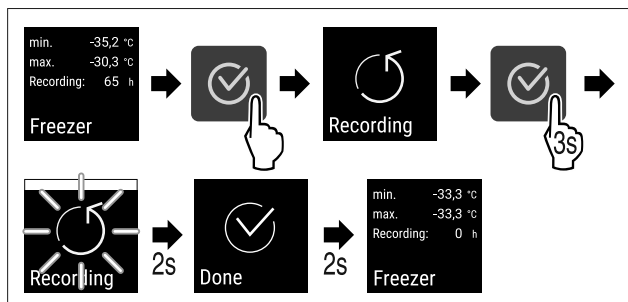 min. -35,2 °C
max. -30,3 °C
Recording: 65 h
Freezer
Recording
3s
Recording
2s
Done
2s
min. -33,3 °C
max. -33,3 °C
Recording: 0 h
Freezer